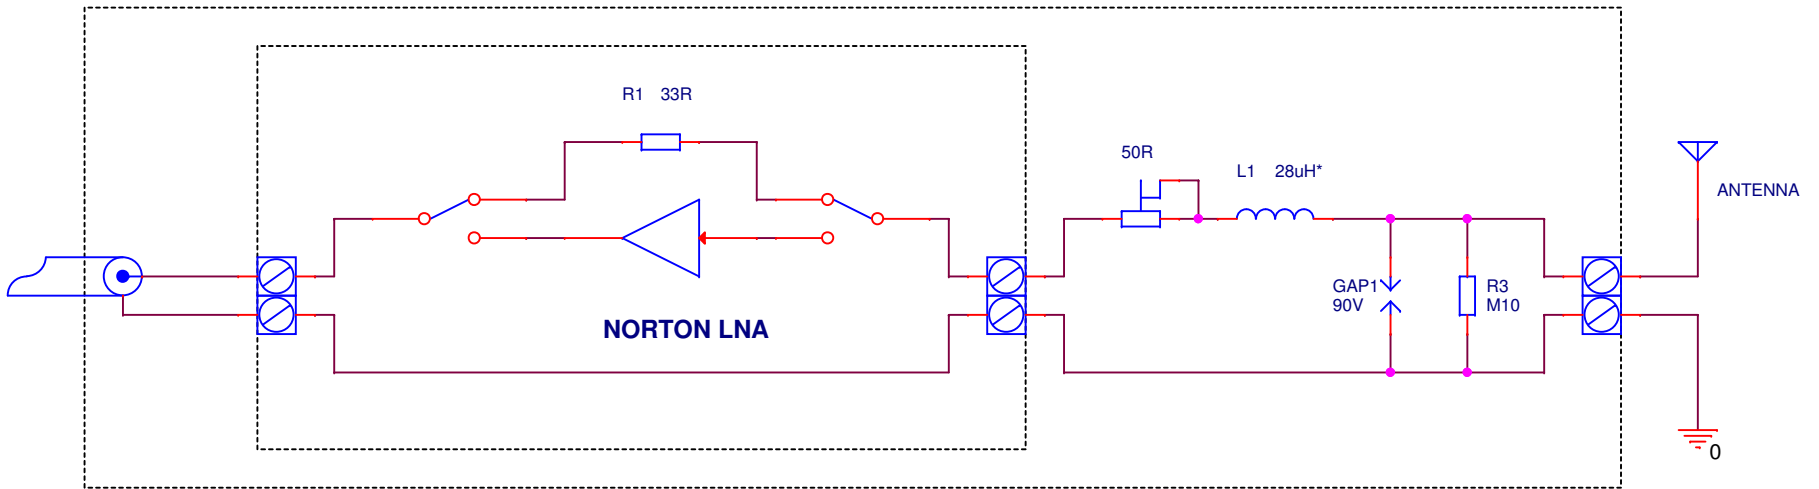 R1 33R
50R
L1 28uH*
ANTENNA
GAP1
90V
R3
M10
NORTON LNA
0